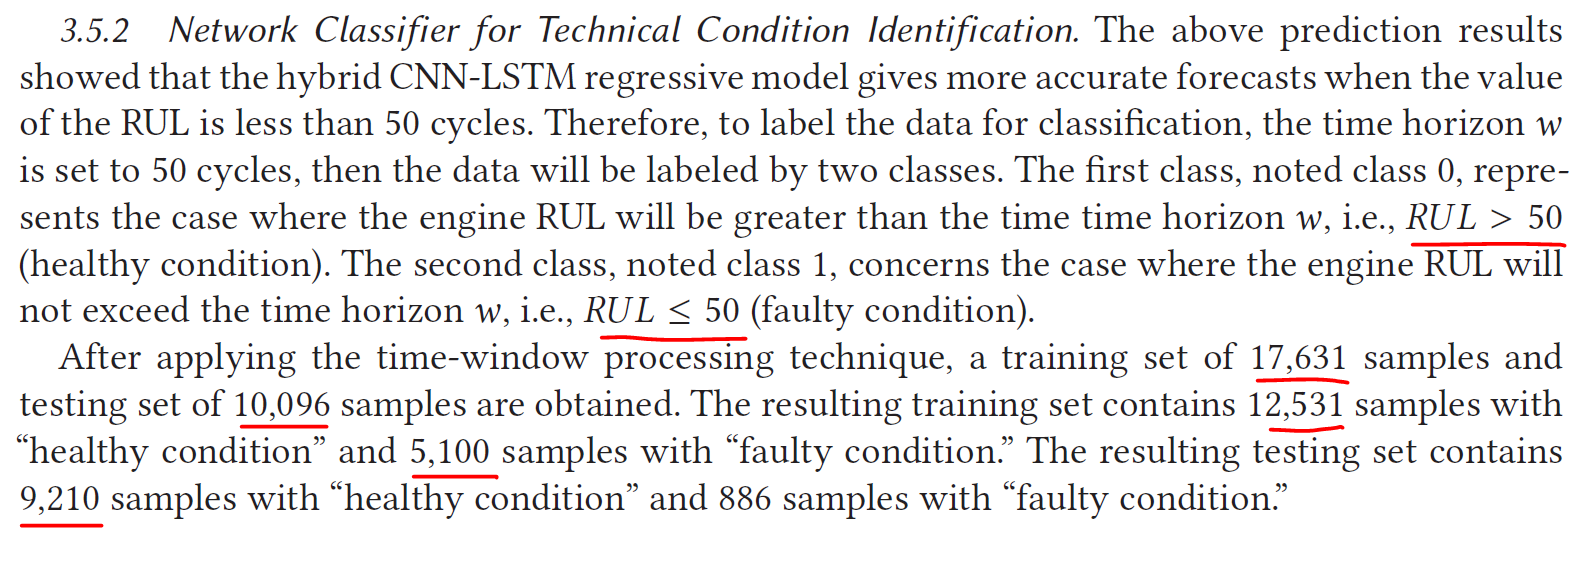 3.5.2 Network Classifier for Technical Condition Identification. The above prediction results
showed that the hybrid CNN-LSTM regressive model gives more accurate forecasts when the value
of the RUL is less than 50 cycles. Therefore, to label the data for classification, the time horizon w
is set to 50 cycles, then the data will be labeled by two classes. The first class, noted class 0, repre-
sents the case where the engine RUL will be greater than the time time horizon w, i.e., RUL > 50
(healthy condition). The second class, noted class 1, concerns the case where the engine RUL will
not exceed the time horizon w, i.e., RUL ≤ 50 (faulty condition).
After applying the time-window processing technique, a training set of 17,631 samples and
testing set of 10,096 samples are obtained. The resulting training set contains 12,531 samples with
“healthy condition” and 5,100 samples with “faulty condition.” The resulting testing set contains
9,210 samples with “healthy condition” and 886 samples with “faulty condition.”